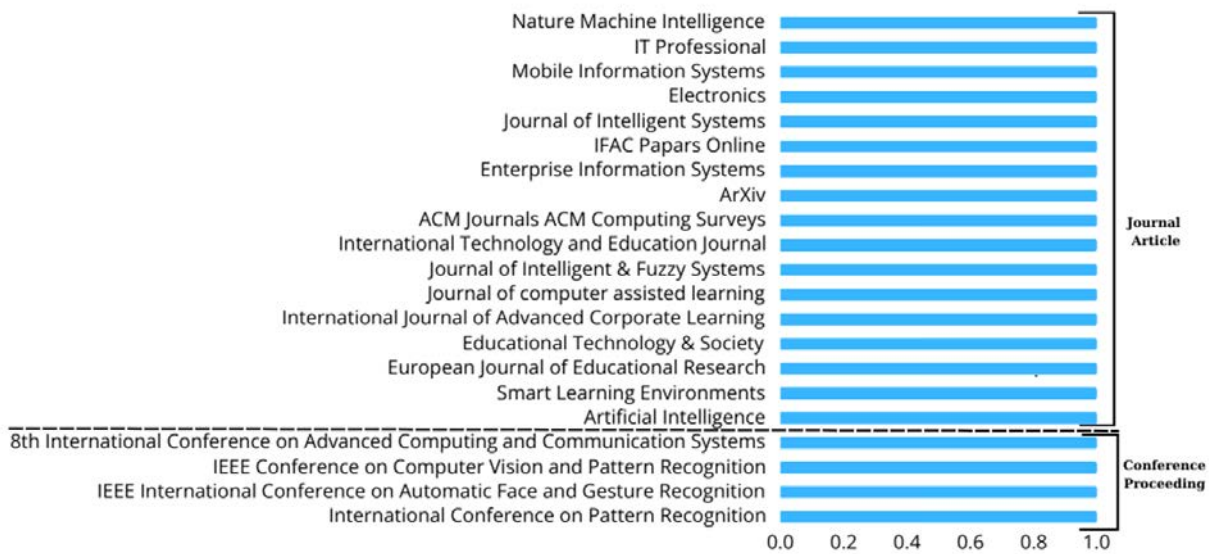 Nature Machine Intelligence
IT Professional
Mobile Information Systems
Electronics
Journal of Intelligent Systems
IFAC Papars Online
Enterprise Information Systems
ArXiv
ACM Journals ACM Computing Surveys
International Technology and Education Journal
Journal of Intelligent & Fuzzy Systems
Journal of computer assisted learning
International Journal of Advanced Corporate Learning
Educational Technology & Society
European Journal of Educational Research
Smart Learning Environments
Artificial Intelligence
Journal
Article
8th International Conference on Advanced Computing and Communication Systems
IEEE Conference on Computer Vision and Pattern Recognition
IEEE International Conference on Automatic Face and Gesture Recognition
International Conference on Pattern Recognition
Conference
Proceeding
0.0 0.2 0.4 0.6 0.8 1.0